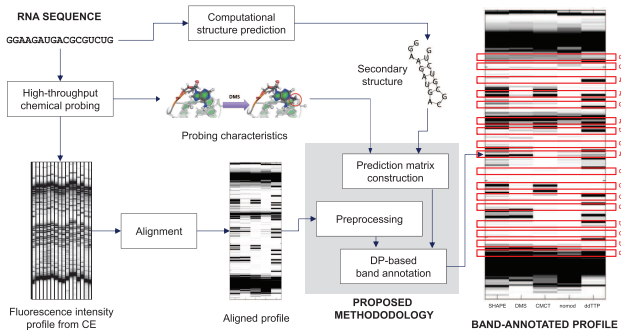 RNA SEQUENCE
GGAAGAUGACGCGUCUG
Computational
structure prediction
Secondary
structure
High-throughput
chemical probing
DMS
Probing characteristics
Prediction matrix
construction
Preprocessing
Alignment
DP-based
band annotation
PROPOSED
METHODODOLOGY
Fluorescence intensity
profile from CE
Aligned profile
SHAPE DMS CMCT nomod ddTTP
BAND-ANNOTATED PROFILE